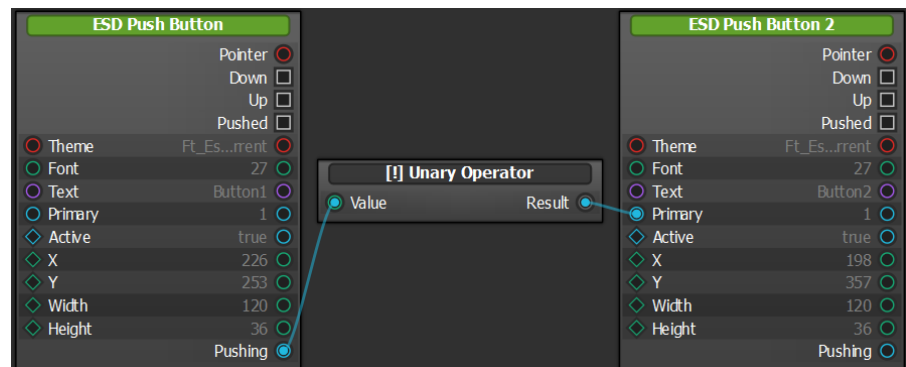 ESD Push Button
Pointer
Down
Up
Pushed
Theme Ft_Es...rrent
Font 27
Text Button1
Primary 1
Active true
X 226
Y 253
Width 120
Height 36
Pushing
[!] Unary Operator
Value Result
ESD Push Button 2
Pointer
Down
Up
Pushed
Theme Ft_Es...rrent
Font 27
Text Button2
Primary 1
Active true
X 198
Y 357
Width 120
Height 36
Pushing